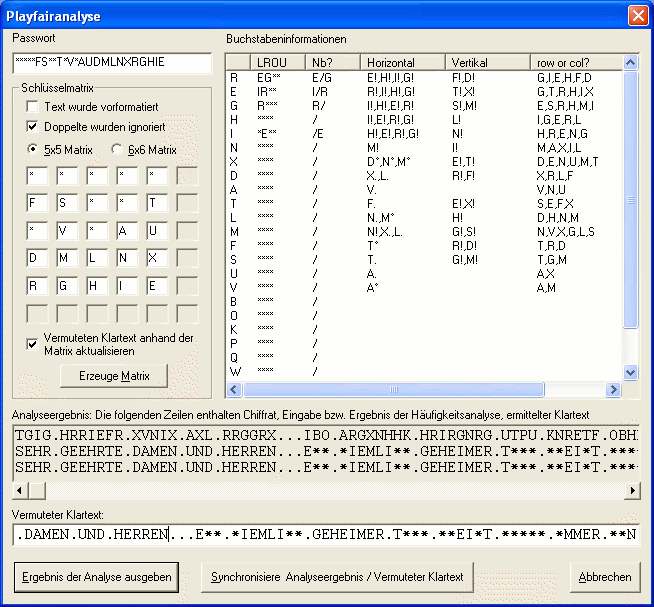 Playfairanalyse
Passwort
*****FS**T*V*AUDMLNXRGHIE
Schlüsselmatrix
Text wurde vorformatiert
Doppelte wurden ignoriert
5x5 Matrix 6x6 Matrix
* * * * *
F S * * T
* V * A U
D M L N X
R G H I E
Vermuteten Klartext anhand der
Matrix aktualisieren
Erzeuge Matrix
Buchstabeninformationen
LROU Nb? Horizontal Vertikal row or col?
R EG** E/G E!,H!,I!,G! F!,D! G,I,E,H,F,D
E IR** I/R R!,I!,H!,G! T!,X! G,T,R,H,I,X
G R*** R/ I!,H!,E!,R! S!,M! E,S,R,H,M,I
H **** / I!,G!,E!,R! L! I,G,E,R,L
I *E** /E H!,E!,R!,G! N! H,R,E,N,G
N **** / M! I! M,A,X,I,L
X **** / D*,N*,M* E!,T! D,E,N,U,M,T
D **** / X.,L. R!,F! X,R,L,F
A **** / V. V,N,U
T **** / F. E!,X! S,E,F,X
L **** / N.,M* H! D,H,N,M
M **** / N!,X.,L. G!,S! N,V,X,G,L,S
F **** / T* R!,D! T,R,D
S **** / T. G!,M! T,G,M
U **** / A. A,X
V **** / A* A,M
B **** /
O **** /
K **** /
P **** /
Q **** /
W **** /
Analyseergebnis: Die folgenden Zeilen enthalten Chiffrat, Eingabe bzw. Ergebnis der Häufigkeitsanalyse, ermittelter Klartext
TGIG.HRRIEFR.XVNIX.AXL.RRGGRX...IBO.ARGXNHHK.HRIRGNRG.UTPU.KNRETF.OBH
SEHR.GEEHRTE.DAMEN.UND.HERREN...E**.*IEMLI**.GEHEIMER.T***.**EI*T.***
SEHR.GEEHRTE.DAMEN.UND.HERREN...E**.*IEMLI**.GEHEIMER.T***.**EI*T.***
Vermuteter Klartext:
.DAMEN.UND.HERREN...E**.*IEMLI**.GEHEIMER.T***.**EI*T.*****.*MMER.**N
Ergebnis der Analyse ausgeben
Synchronisiere Analyseergebnis / Vermuteter Klartext
Abbrechen